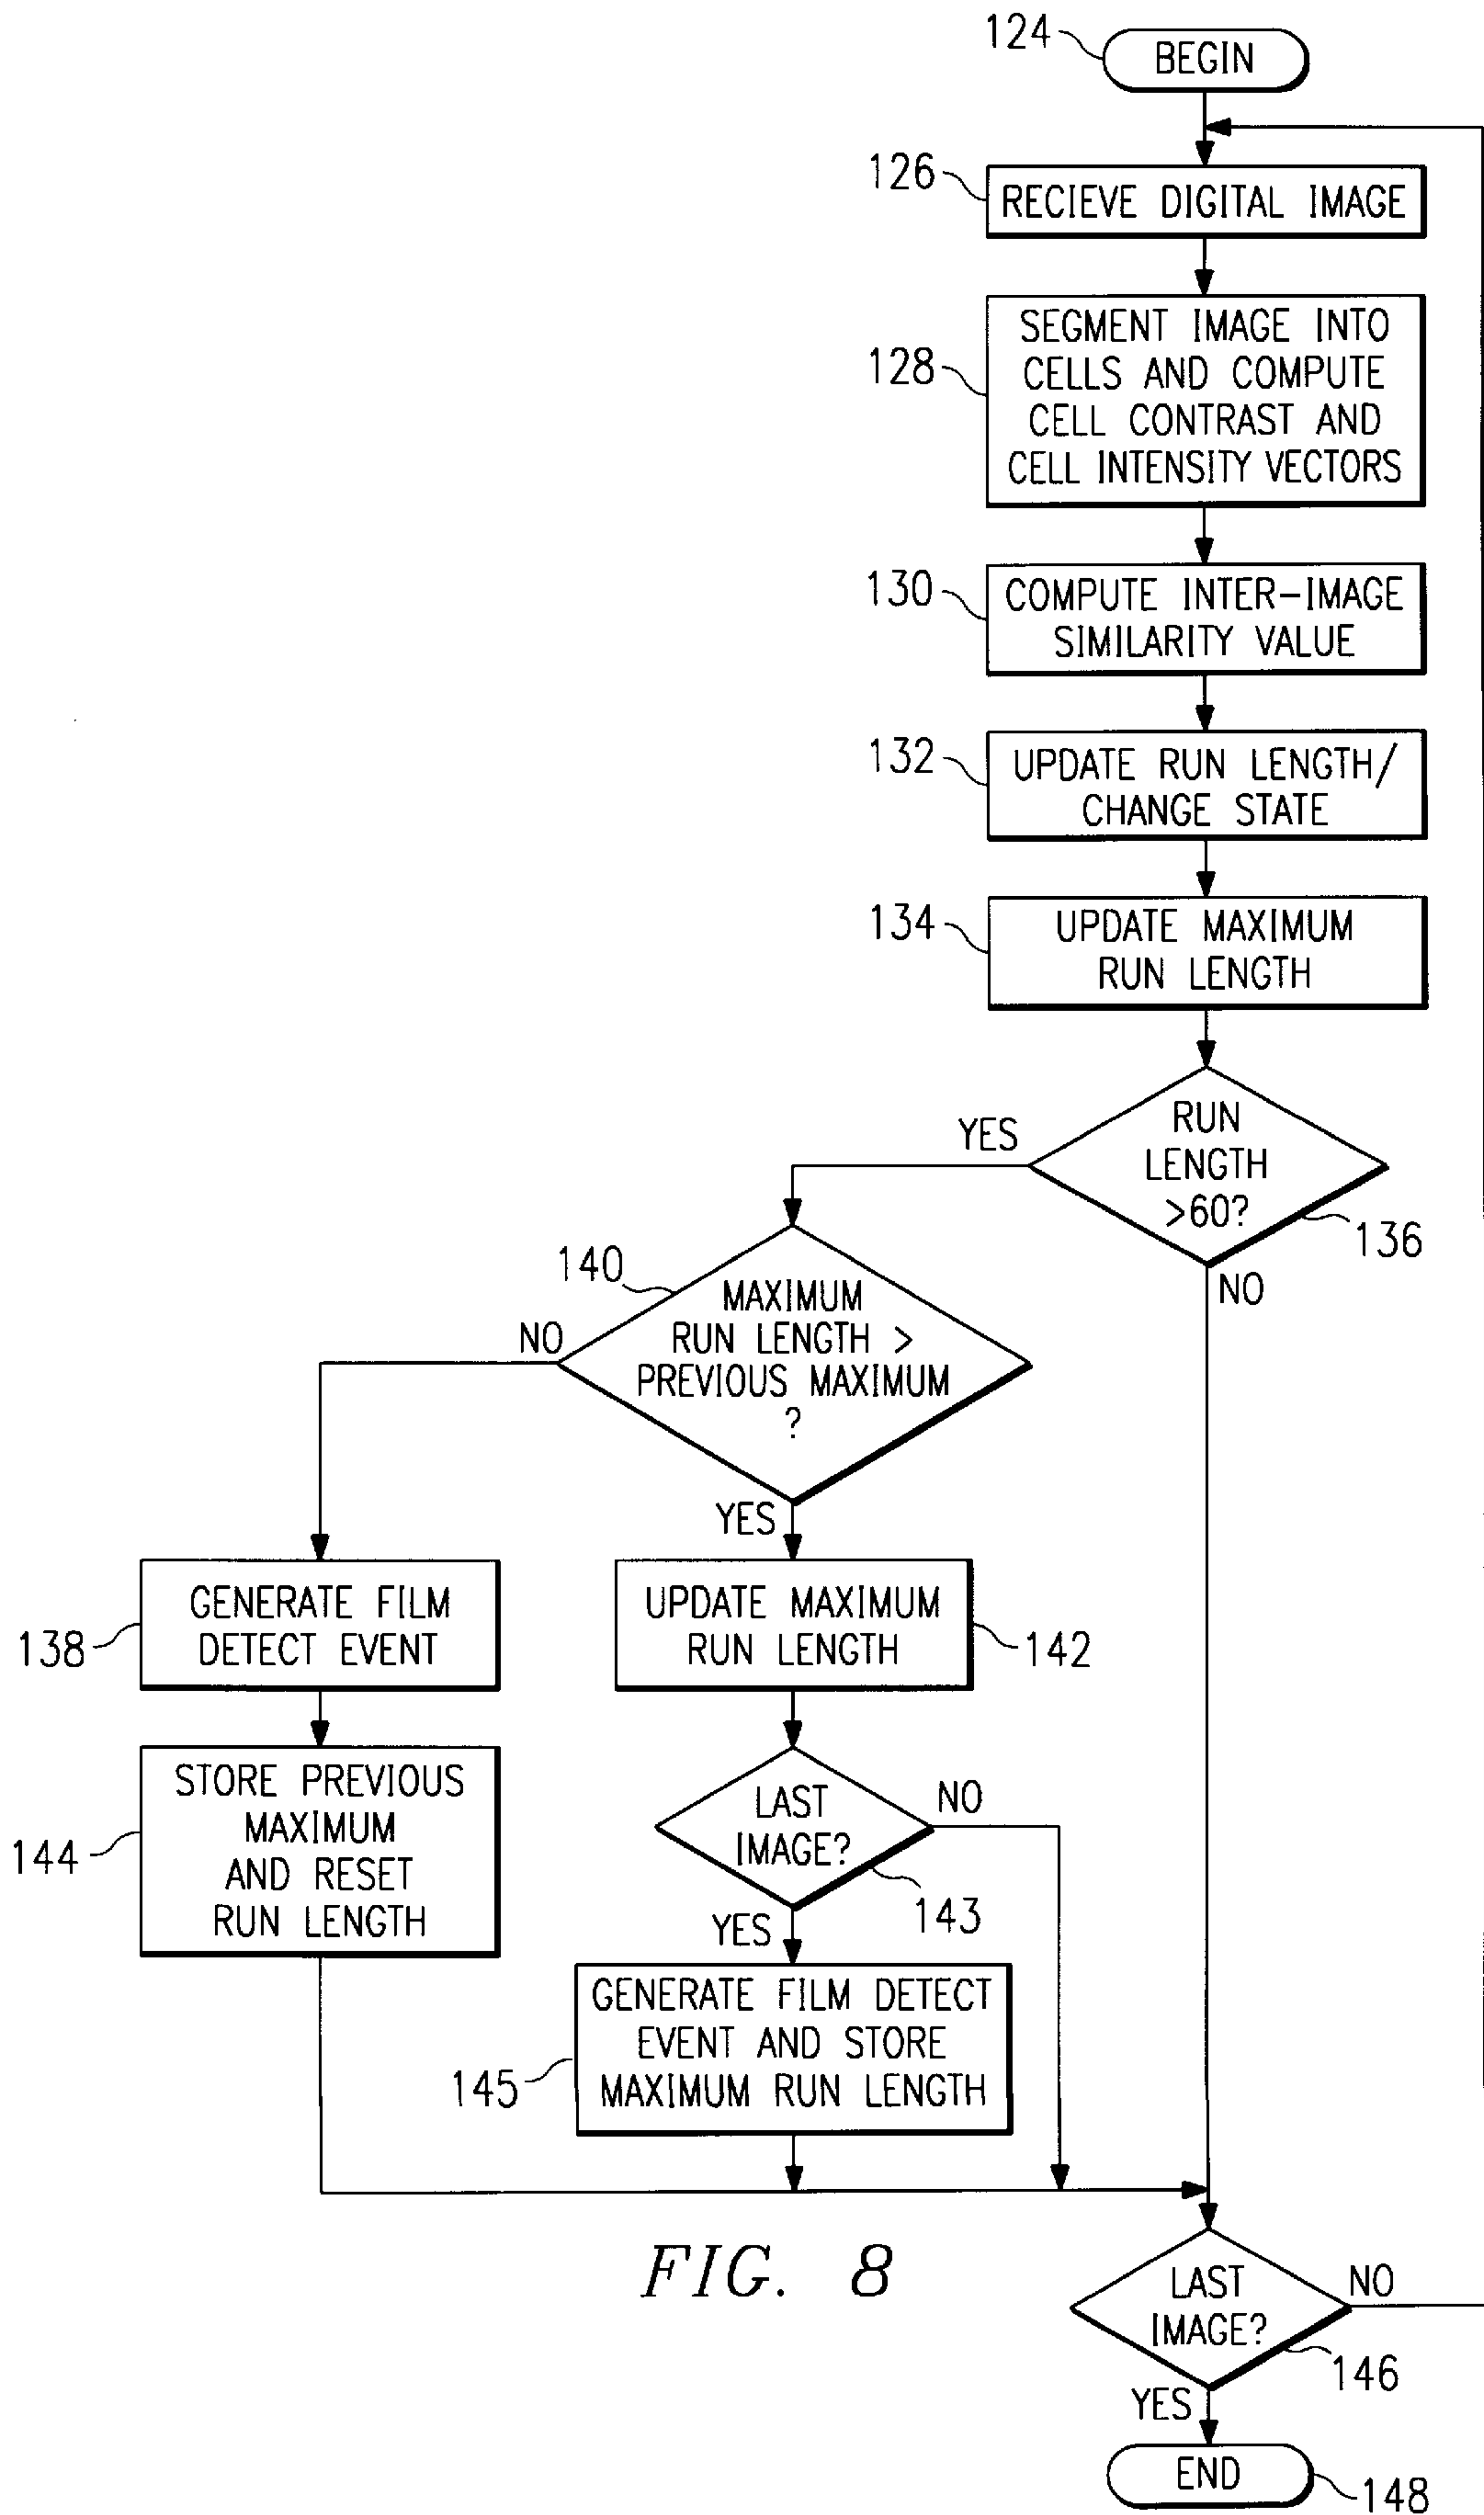 124
BEGIN
126
RECIEVE DIGITAL IMAGE
128
SEGMENT IMAGE INTO
CELLS AND COMPUTE
CELL CONTRAST AND
CELL INTENSITY VECTORS
130
COMPUTE INTER-IMAGE
SIMILARITY VALUE
132
UPDATE RUN LENGTH/
CHANGE STATE
134
UPDATE MAXIMUM
RUN LENGTH
YES
RUN
LENGTH
>60?
136
NO
140
MAXIMUM
RUN LENGTH >
PREVIOUS MAXIMUM
?
NO
YES
138
GENERATE FILM
DETECT EVENT
UPDATE MAXIMUM
RUN LENGTH
142
144
STORE PREVIOUS
MAXIMUM
AND RESET
RUN LENGTH
LAST
IMAGE?
NO
143
YES
145
GENERATE FILM DETECT
EVENT AND STORE
MAXIMUM RUN LENGTH
FIG. 8
LAST
IMAGE?
NO
146
YES
END
148